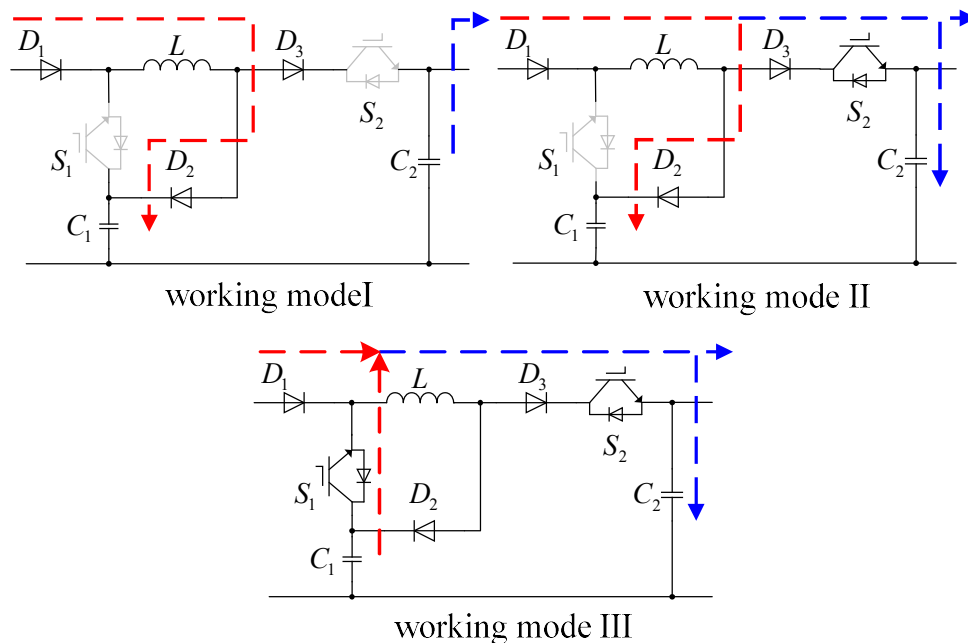 D1 L D3 S2
S1 D2 C2
C1
working modeI
D1 L D3 S2
S1 D2 C2
C1
working mode II
D1 L D3 S2
S1 D2 C2
C1
working mode III